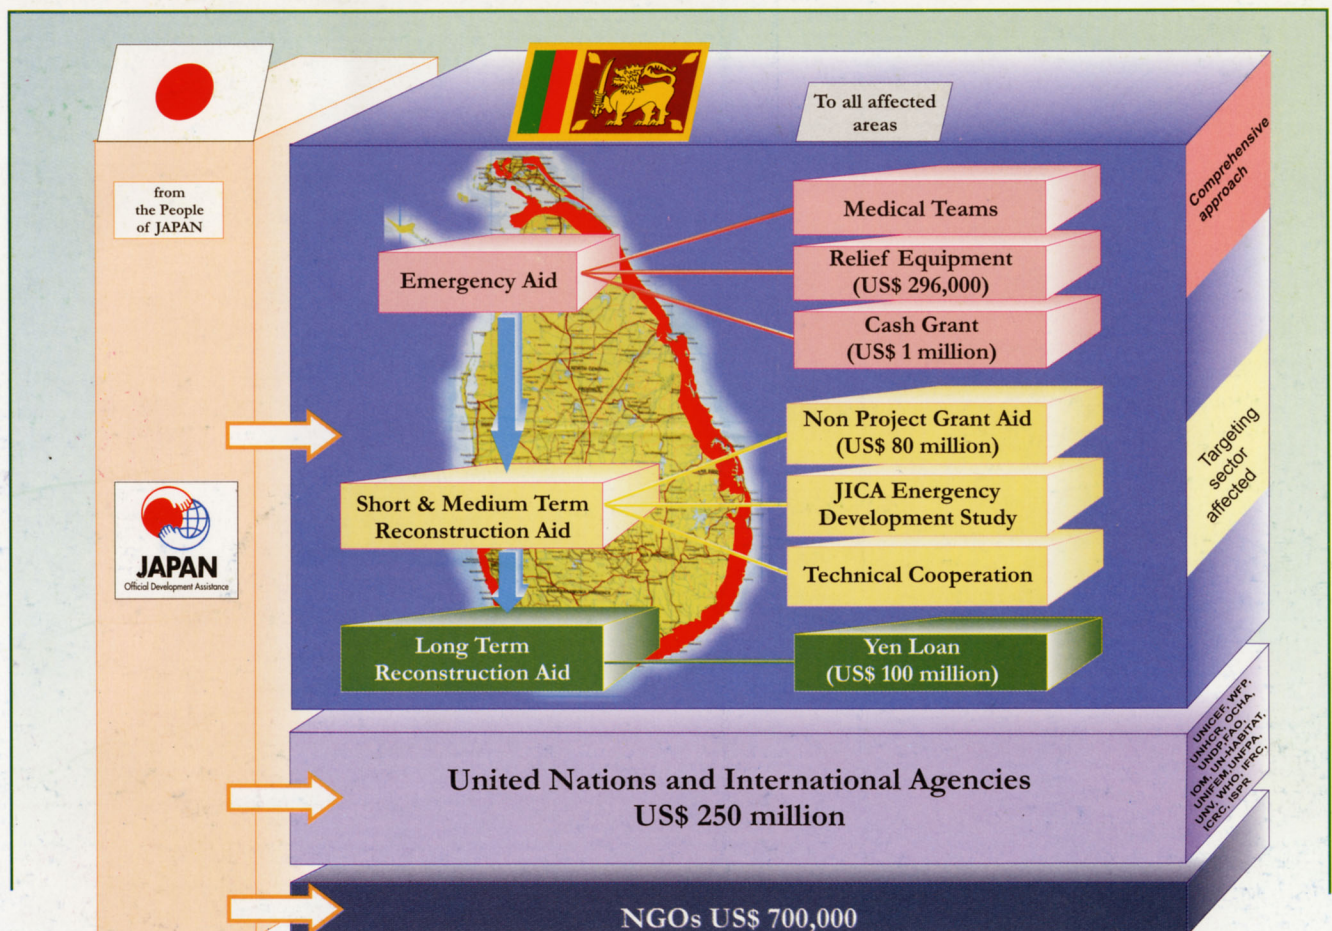 from
the People
of JAPAN
JAPAN
Official Development Assistance
To all affected
areas
Comprehensive
approach
Emergency Aid
Medical Teams
Relief Equipment
(US$ 296,000)
Cash Grant
(US$ 1 million)
Short & Medium Term
Reconstruction Aid
Non Project Grant Aid
(US$ 80 million)
JICA Energency
Development Study
Technical Cooperation
Targeting
sector
affected
Long Term
Reconstruction Aid
Yen Loan
(US$ 100 million)
United Nations and International Agencies
US$ 250 million
UNICEF, WFP,
UNHCR, OCHA,
UNDP,FAO,
IOM, UN-HABITAT,
UNIFEM,UNFPA,
UNV, WHO, IFRC,
ICRC, ISPR
NGOs US$ 700,000